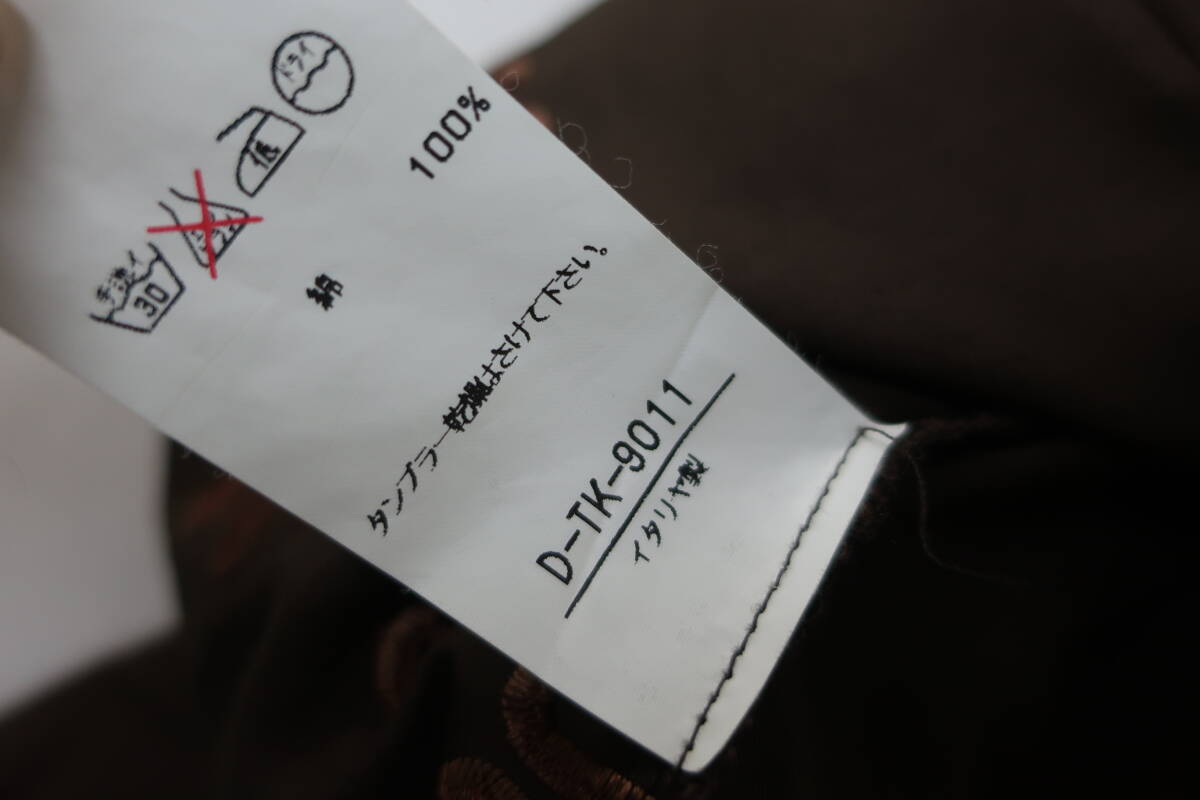 手洗イ
30
低
ドライ
綿 100%
タンブラー乾燥はさけて下さい。
D-TK-9011
イタリヤ製